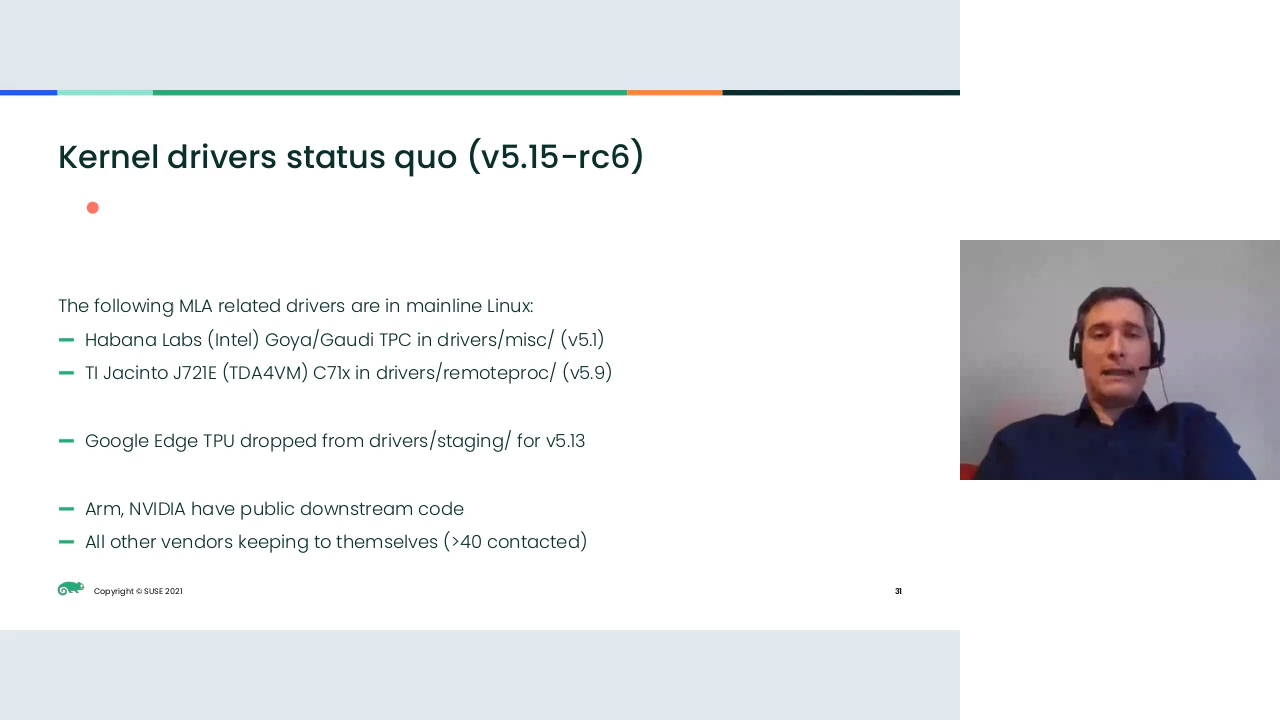 Kernel drivers status quo (v5.15-rc6)
The following MLA related drivers are in mainline Linux:
Habana Labs (Intel) Goya/Gaudi TPC in drivers/misc/ (v5.1)
TI Jacinto J721E (TDA4VM) C71x in drivers/remoteproc/ (v5.9)
Google Edge TPU dropped from drivers/staging/ for v5.13
Arm, NVIDIA have public downstream code
All other vendors keeping to themselves (>40 contacted)
Copyright © SUSE 2021
31